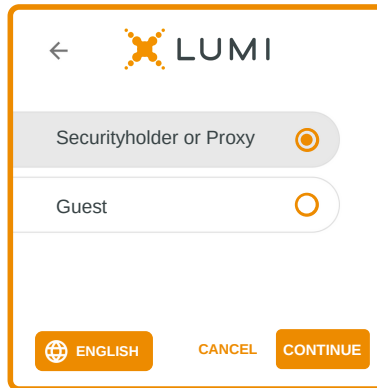 LUMI
Securityholder or Proxy
Guest
ENGLISH CANCEL CONTINUE